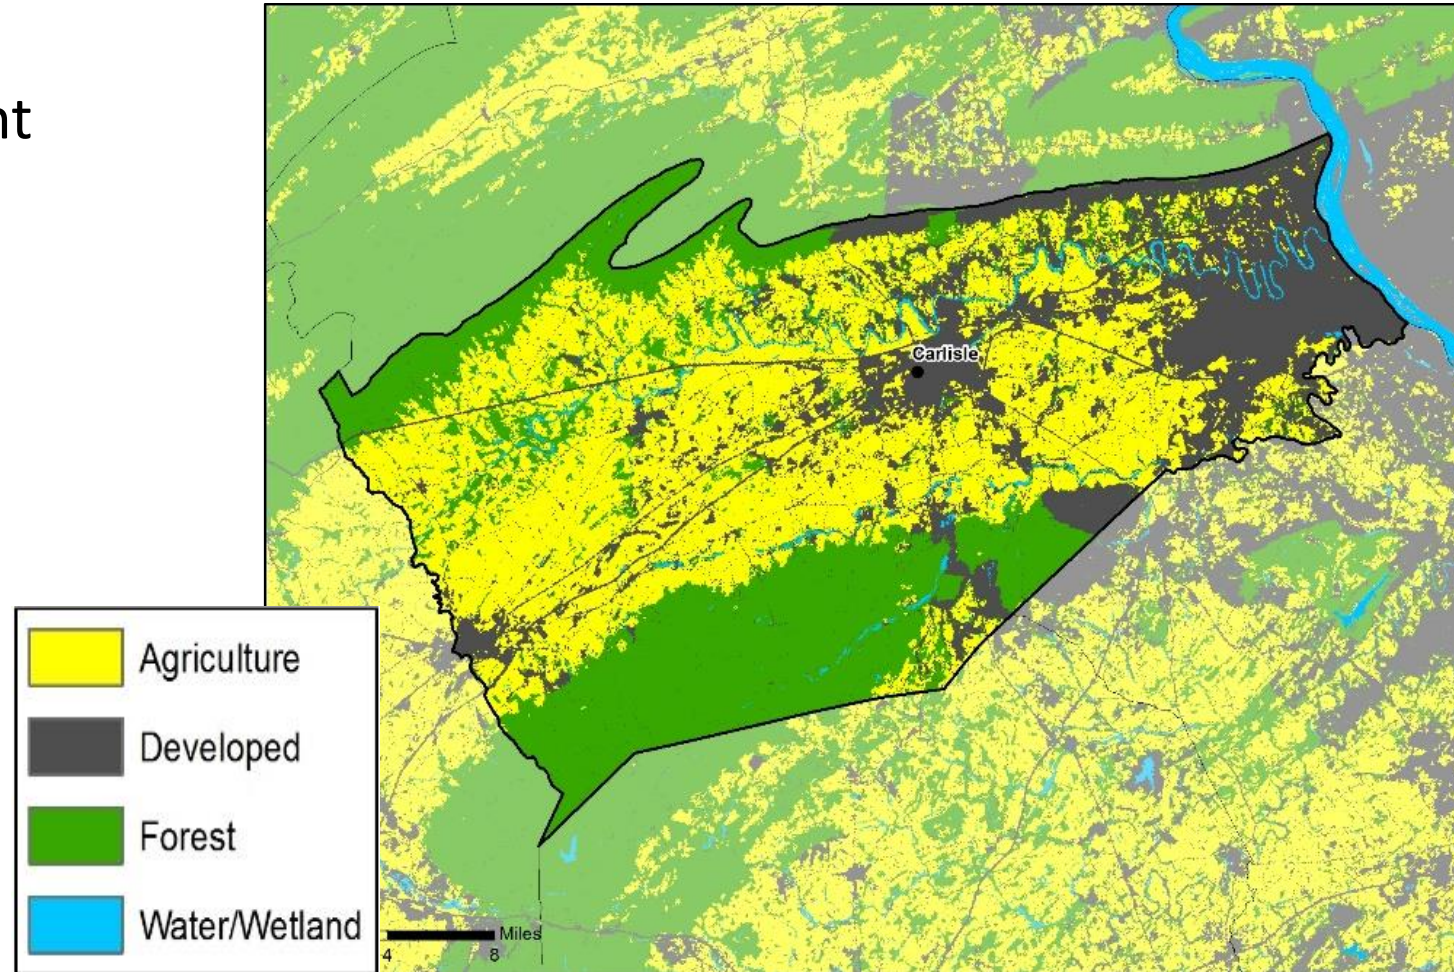 nt
Carlisle
Agriculture
Developed
Forest
Water/Wetland
Miles
4 8